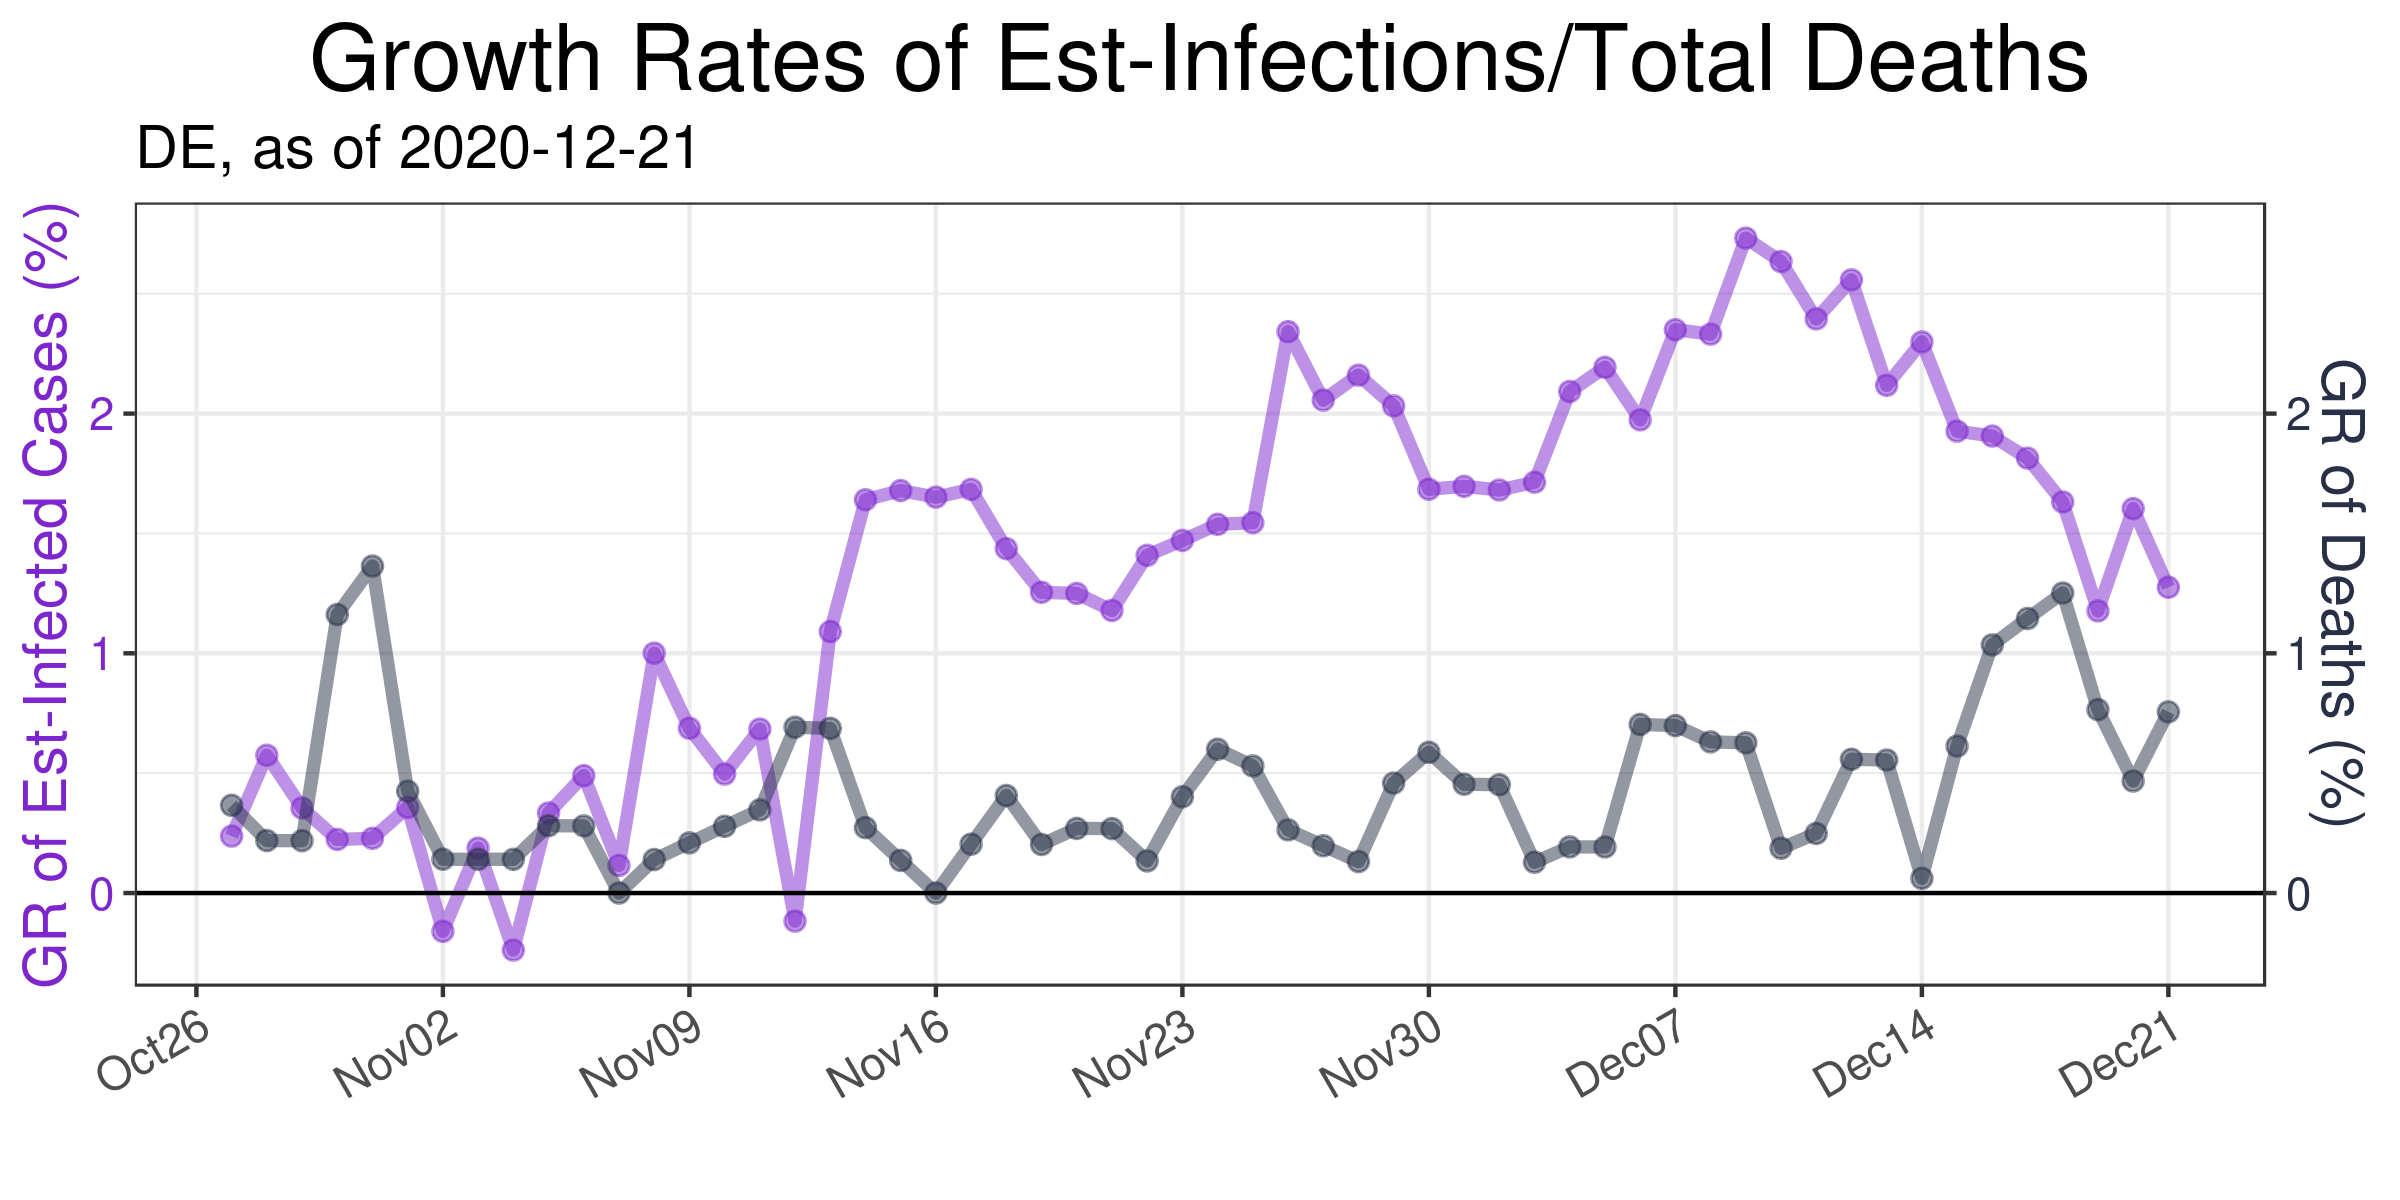 Growth Rates of Est-Infections/Total Deaths
DE, as of 2020-12-21
GR of Est-Infected Cases (%)
2
1
0
2
1
0
GR of Deaths (%)
Oct26 Nov02 Nov09 Nov16 Nov23 Nov30 Dec07 Dec14 Dec21